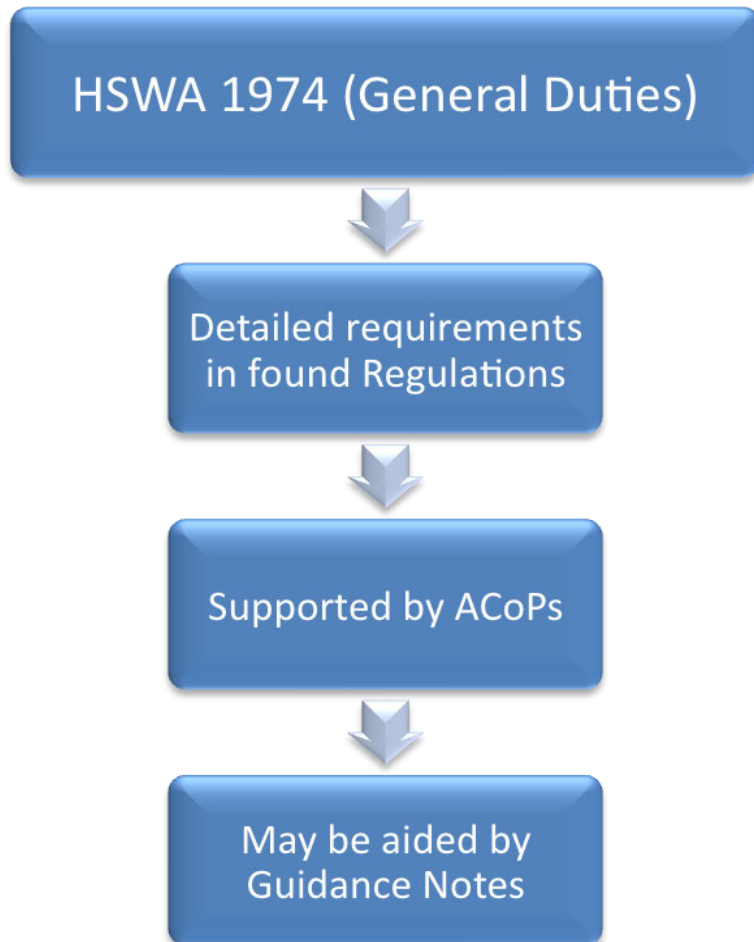 HSWA 1974 (General Duties)
Detailed requirements
in found Regulations
Supported by ACoPs
May be aided by
Guidance Notes